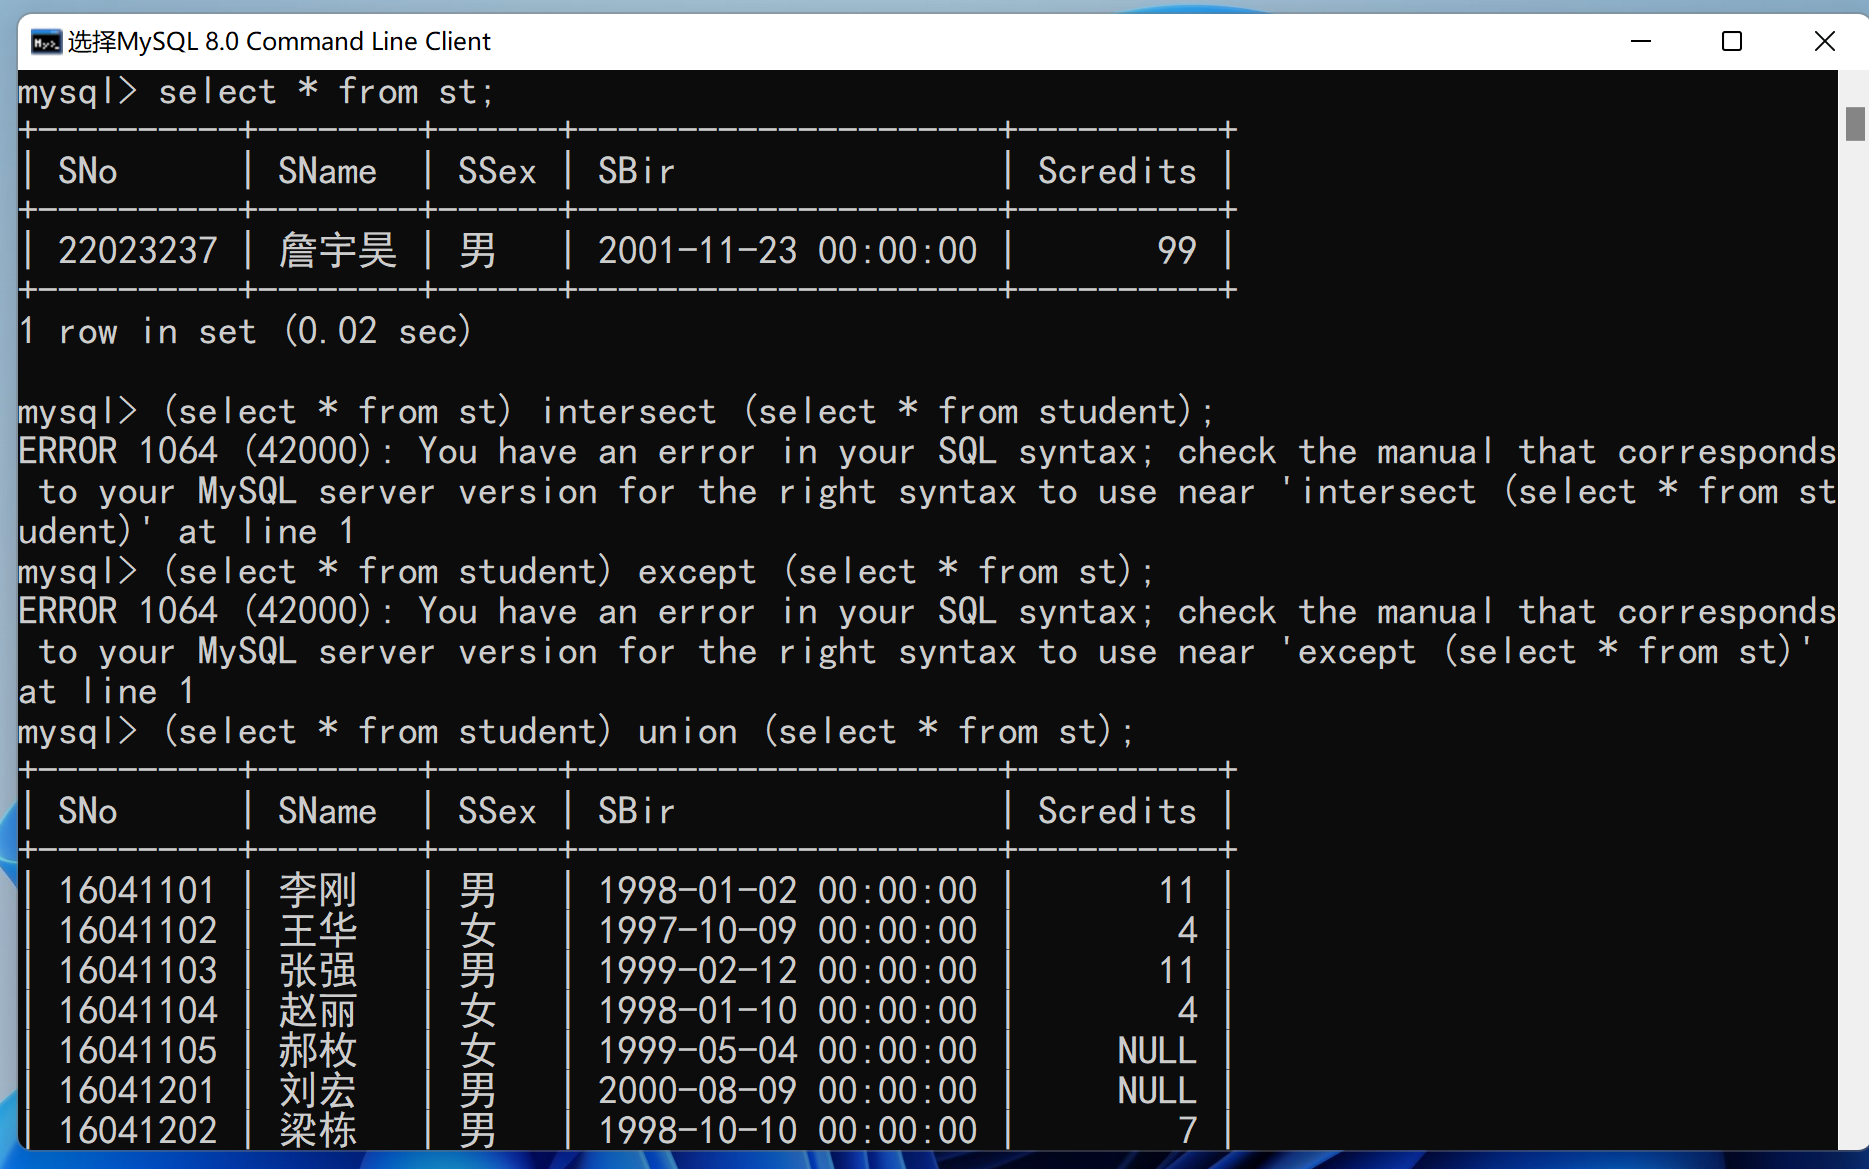 选择MySQL 8.0 Command Line Client
mysql> select * from st;
+----------+--------+------+---------------------+----------+
| SNo      | SName  | SSex | SBir                | Scredits |
+----------+--------+------+---------------------+----------+
| 22023237 | 詹宇昊 | 男   | 2001-11-23 00:00:00 |       99 |
+----------+--------+------+---------------------+----------+
1 row in set (0.02 sec)
mysql> (select * from st) intersect (select * from student);
ERROR 1064 (42000): You have an error in your SQL syntax; check the manual that corresponds
 to your MySQL server version for the right syntax to use near 'intersect (select * from st
udent)' at line 1
mysql> (select * from student) except (select * from st);
ERROR 1064 (42000): You have an error in your SQL syntax; check the manual that corresponds
 to your MySQL server version for the right syntax to use near 'except (select * from st)'
at line 1
mysql> (select * from student) union (select * from st);
+----------+--------+------+---------------------+----------+
| SNo      | SName  | SSex | SBir                | Scredits |
+----------+--------+------+---------------------+----------+
| 16041101 | 李刚   | 男   | 1998-01-02 00:00:00 |       11 |
| 16041102 | 王华   | 女   | 1997-10-09 00:00:00 |        4 |
| 16041103 | 张强   | 男   | 1999-02-12 00:00:00 |       11 |
| 16041104 | 赵丽   | 女   | 1998-01-10 00:00:00 |        4 |
| 16041105 | 郝枚   | 女   | 1999-05-04 00:00:00 |     NULL |
| 16041201 | 刘宏   | 男   | 2000-08-09 00:00:00 |     NULL |
| 16041202 | 梁栋   | 男   | 1998-10-10 00:00:00 |        7 |